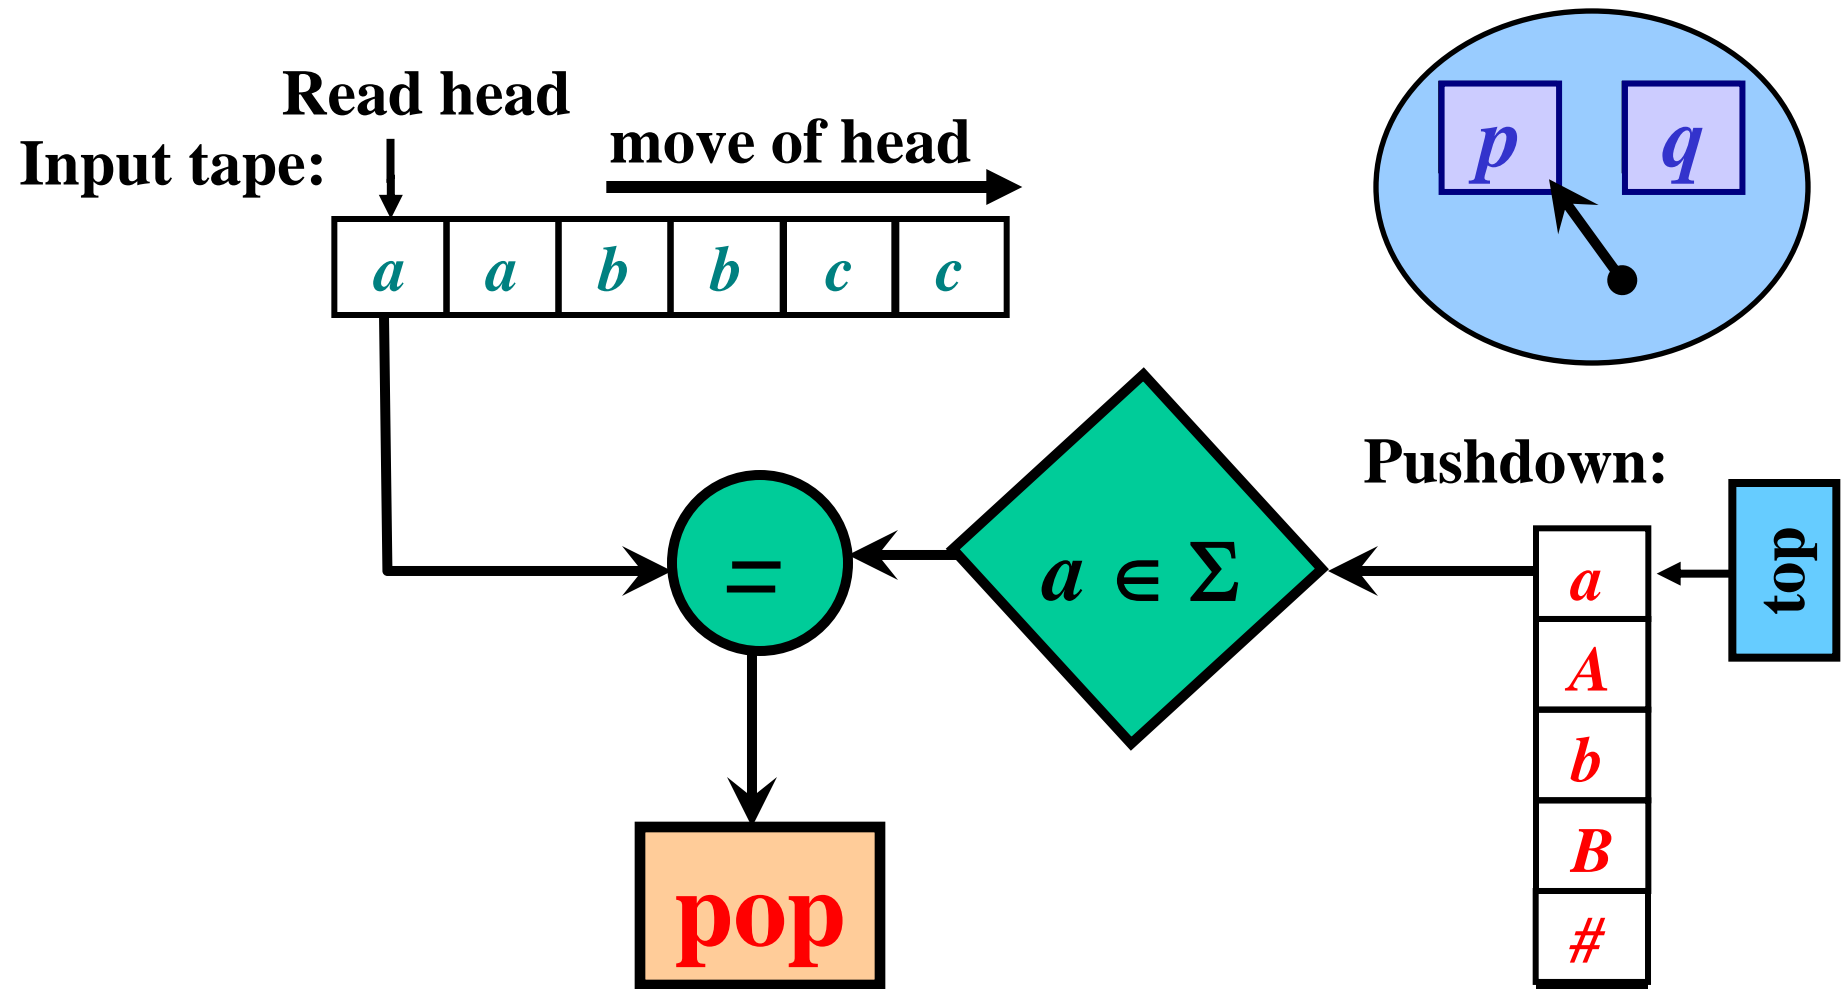 Read head
Input tape:
move of head
a a b b c c
p q
Pushdown:
top
= a ∈ Σ
a
A
b
B
#
pop